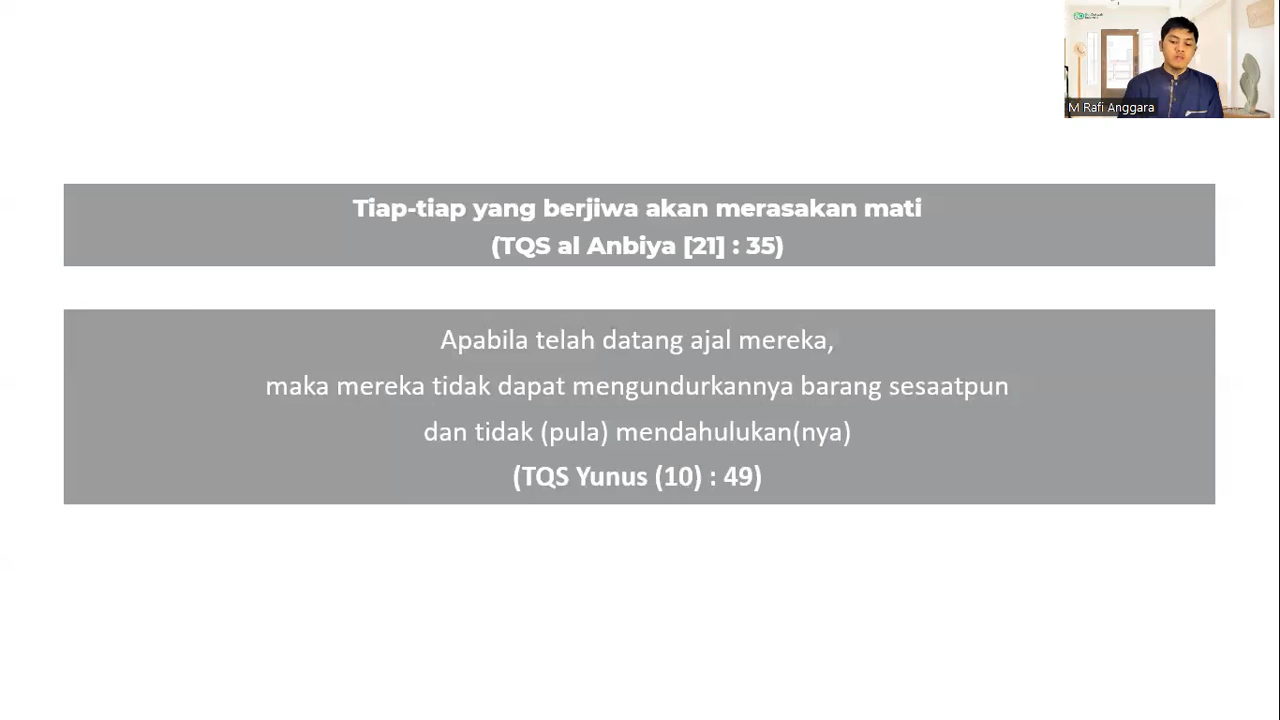 M Rafi Anggara
Tiap-tiap yang berjiwa akan merasakan mati
(TQS al Anbiya [21] : 35)
Apabila telah datang ajal mereka,
maka mereka tidak dapat mengundurkannya barang sesaatpun
dan tidak (pula) mendahulukan(nya)
(TQS Yunus (10) : 49)